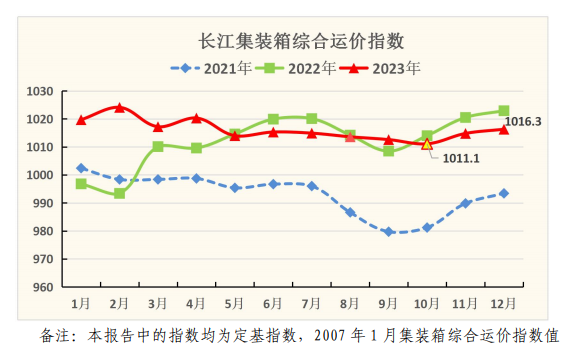 长江集装箱综合运价指数
2021年 2022年 2023年
1030
1020
1010
1000
990
980
970
960
1016.3
1011.1
1月 2月 3月 4月 5月 6月 7月 8月 9月 10月 11月 12月
备注：本报告中的指数均为定基指数，2007 年 1 月集装箱综合运价指数值